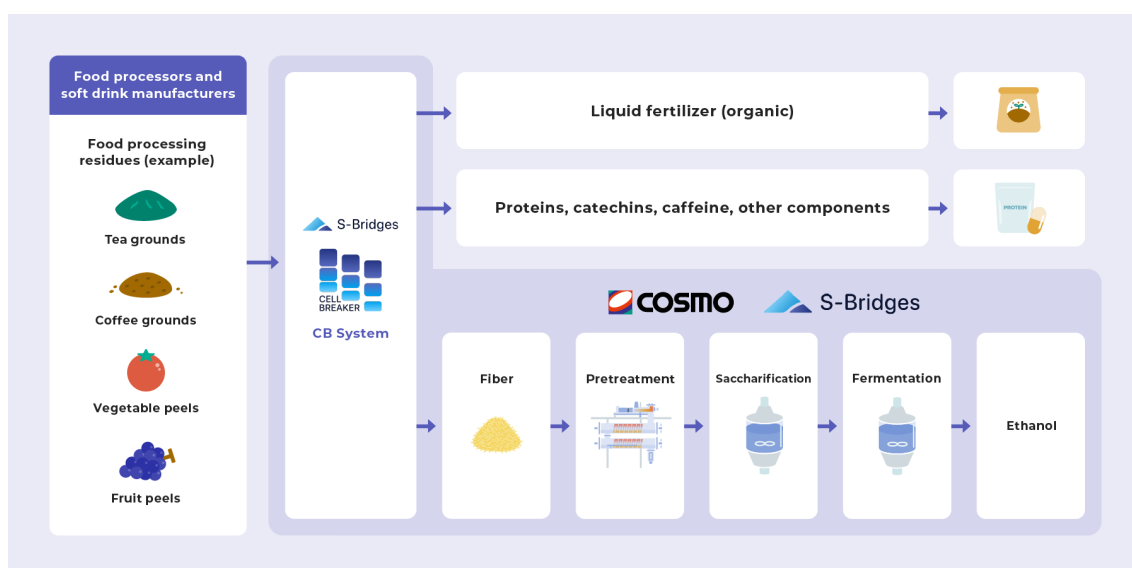 Food processors and
soft drink manufacturers
Food processing
residues (example)
Tea grounds
Coffee grounds
Vegetable peels
Fruit peels
S-Bridges
CELL
BREAKER
CB System
Liquid fertilizer (organic)
Proteins, catechins, caffeine, other components
PROTEIN
COSMO
S-Bridges
Fiber
Pretreatment
Saccharification
Fermentation
Ethanol